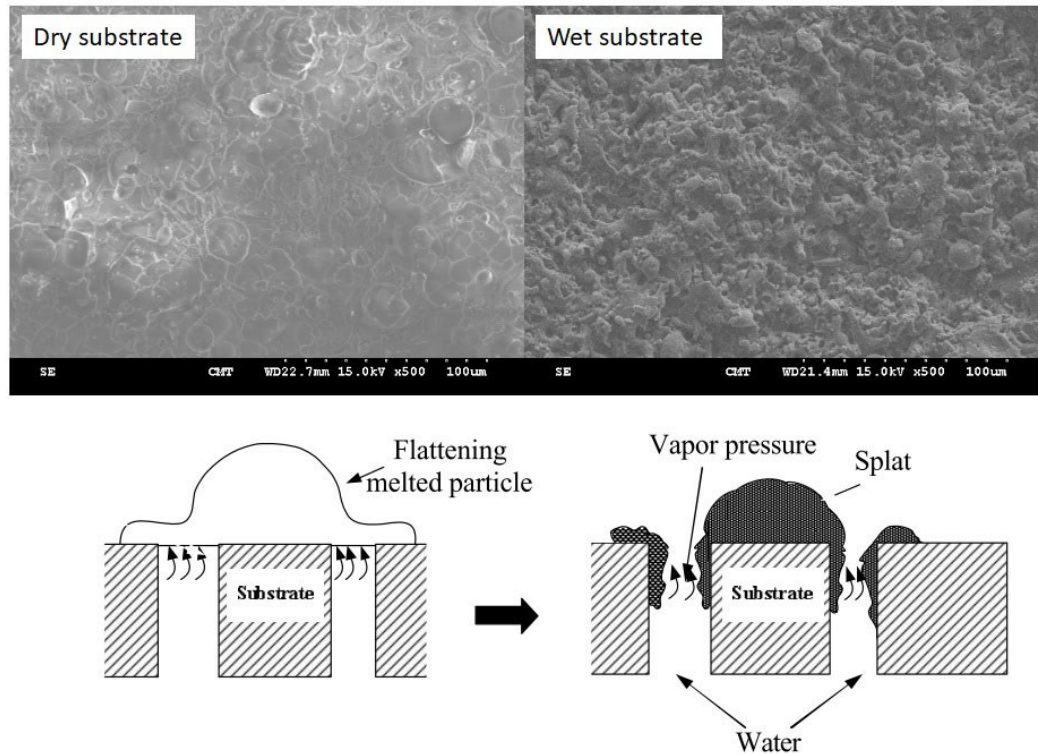 Dry substrate
Wet substrate
SE CMT WD22.7mm 15.0kV x500 100um
SE CMT WD21.4mm 15.0kV x500 100um
Flattening
melted particle
Vapor pressure
Splat
Substrate
Substrate
Water